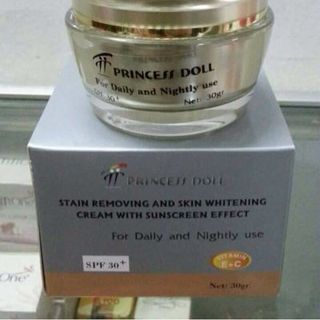 PRINCESS DOLL
For Daily and Nightly use
SPF 30+
Net: 30gr
PRINCESS DOLL
STAIN REMOVING AND SKIN WHITENING
CREAM WITH SUNSCREEN EFFECT
For Daily and Nightly use
SPF 30+
VITAMIN
E&C
Net: 30gr